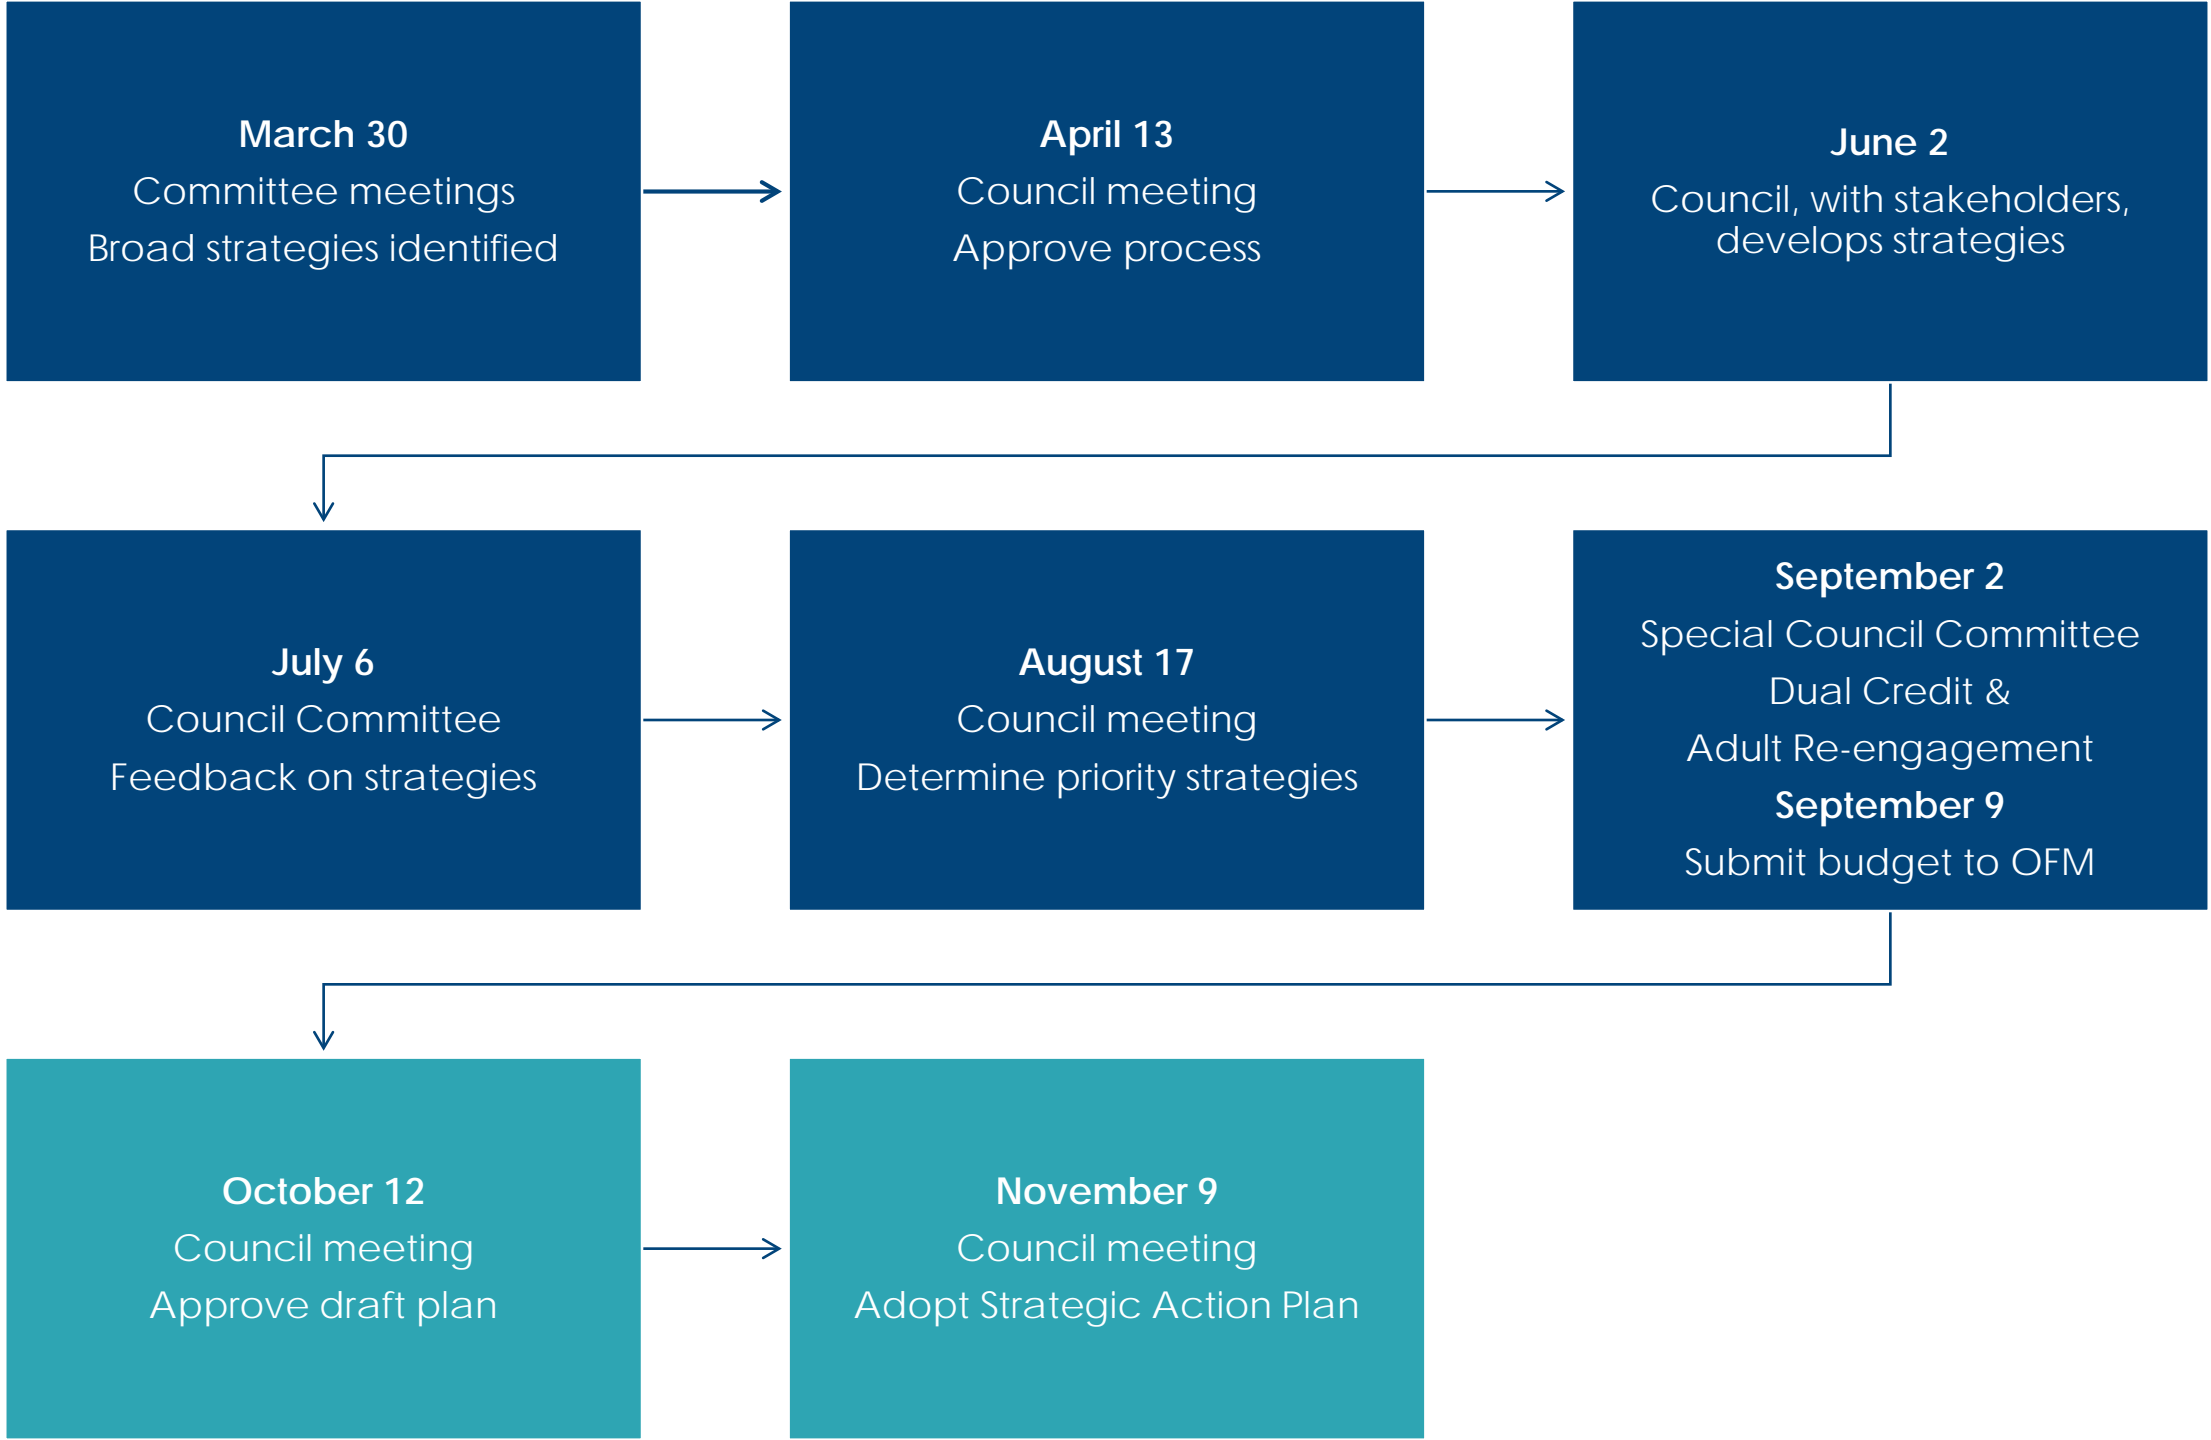 March 30
Committee meetings
Broad strategies identified
April 13
Council meeting
Approve process
June 2
Council, with stakeholders,
develops strategies
July 6
Council Committee
Feedback on strategies
August 17
Council meeting
Determine priority strategies
September 2
Special Council Committee
Dual Credit &
Adult Re-engagement
September 9
Submit budget to OFM
October 12
Council meeting
Approve draft plan
November 9
Council meeting
Adopt Strategic Action Plan